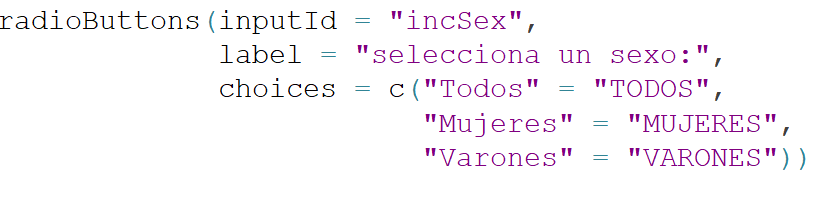 radioButtons(inputId = "incSex",
label = "selecciona un sexo:",
choices = c("Todos" = "TODOS",
"Mujeres" = "MUJERES",
"Varones" = "VARONES"))